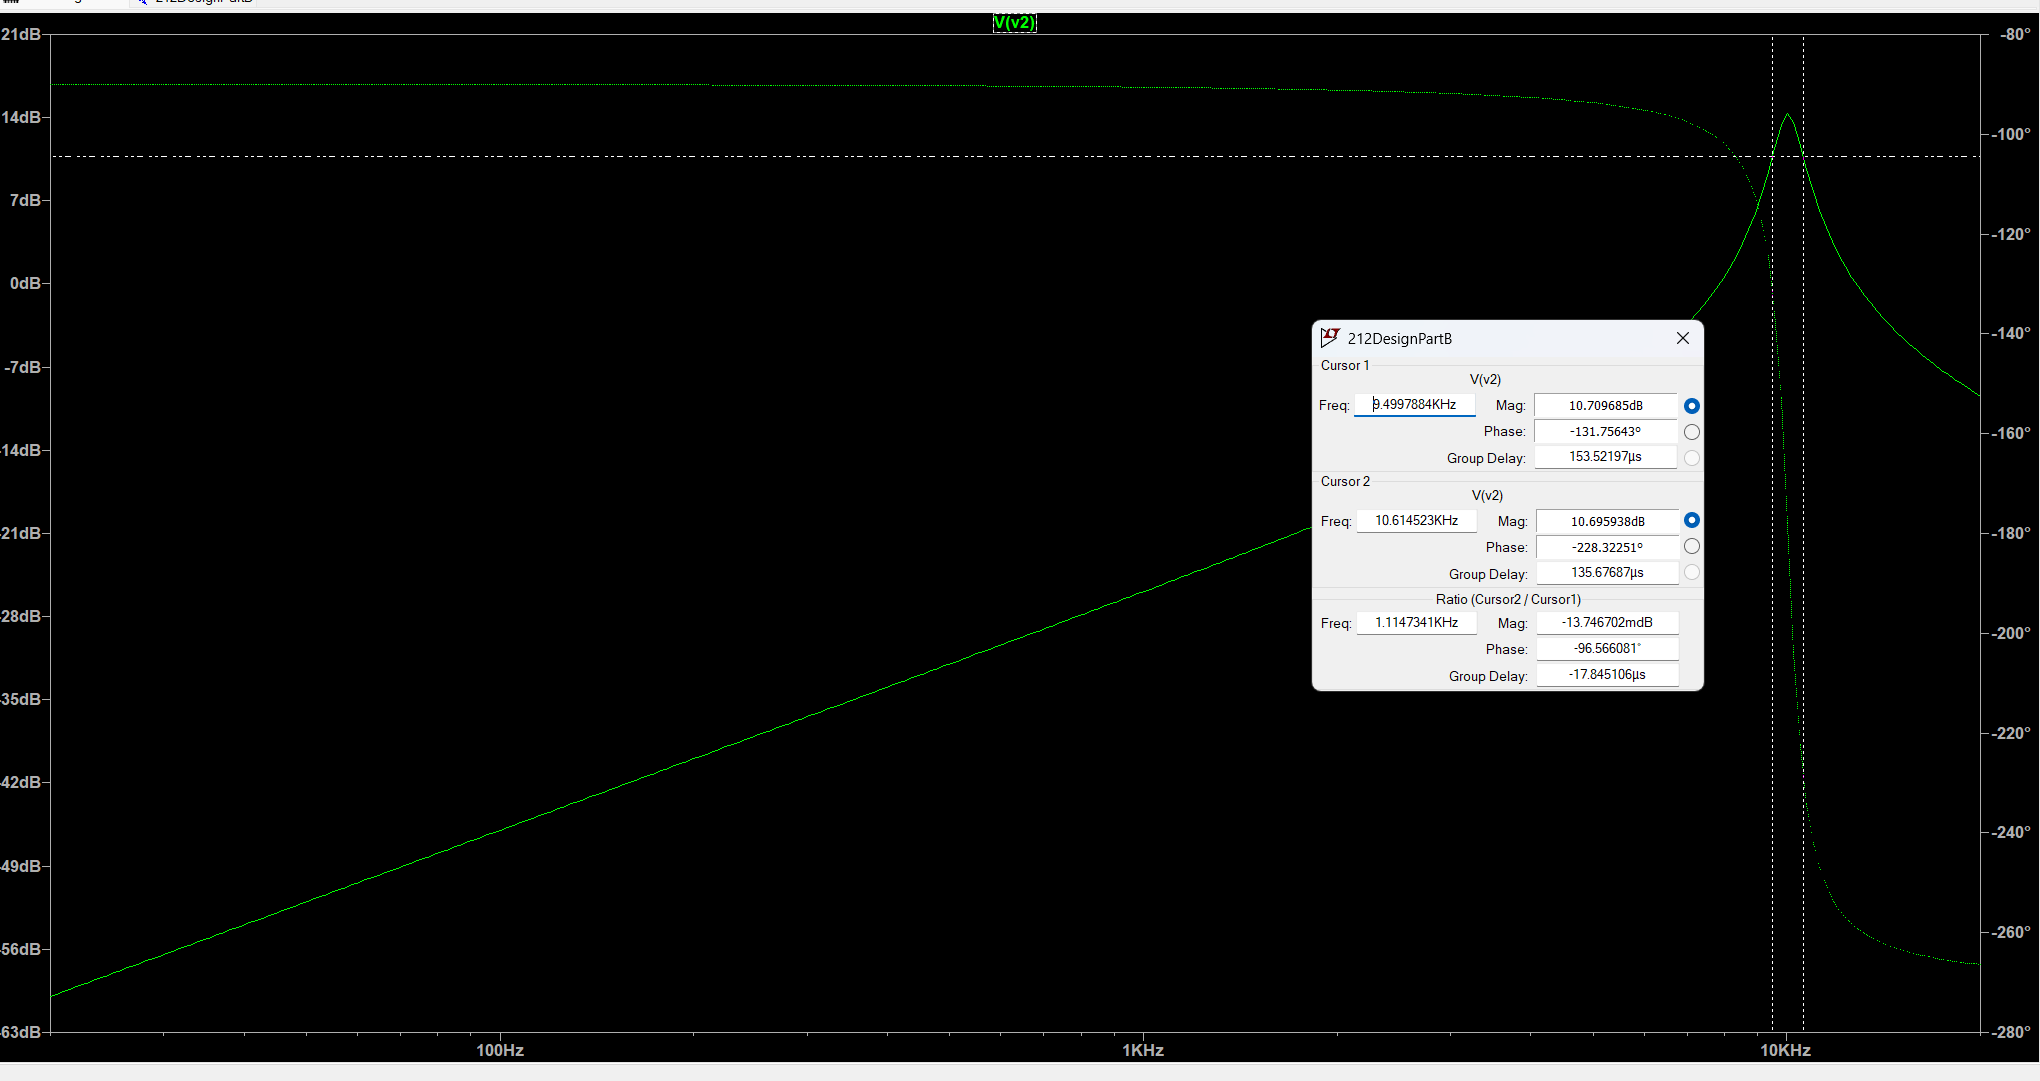 V(v2)
21dB
14dB
7dB
0dB
-7dB
-14dB
-21dB
-28dB
-35dB
-42dB
-49dB
-56dB
-63dB
-80°
-100°
-120°
-140°
-160°
-180°
-200°
-220°
-240°
-260°
-280°
100Hz 1KHz 10KHz
212DesignPartB
Cursor 1
V(v2)
Freq: 9.4997884KHz Mag: 10.709685dB
Phase: -131.75643°
Group Delay: 153.52197µs
Cursor 2
V(v2)
Freq: 10.614523KHz Mag: 10.695938dB
Phase: -228.32251°
Group Delay: 135.67687µs
Ratio (Cursor2 / Cursor1)
Freq: 1.1147341KHz Mag: -13.746702mdB
Phase: -96.566081°
Group Delay: -17.845106µs